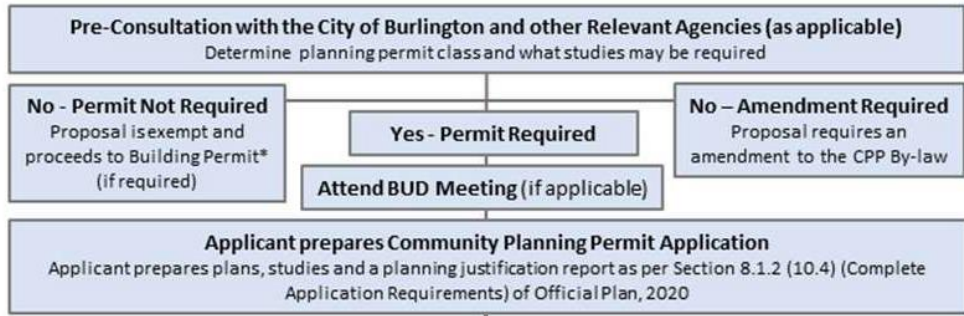 Pre-Consultation with the City of Burlington and other Relevant Agencies (as applicable)
Determine planning permit class and what studies may be required
No - Permit Not Required
Proposal is exempt and
proceeds to Building Permit*
(if required)
Yes - Permit Required
No – Amendment Required
Proposal requires an
amendment to the CPP By-law
Attend BUD Meeting (if applicable)
Applicant prepares Community Planning Permit Application
Applicant prepares plans, studies and a planning justification report as per Section 8.1.2 (10.4) (Complete
Application Requirements) of Official Plan, 2020